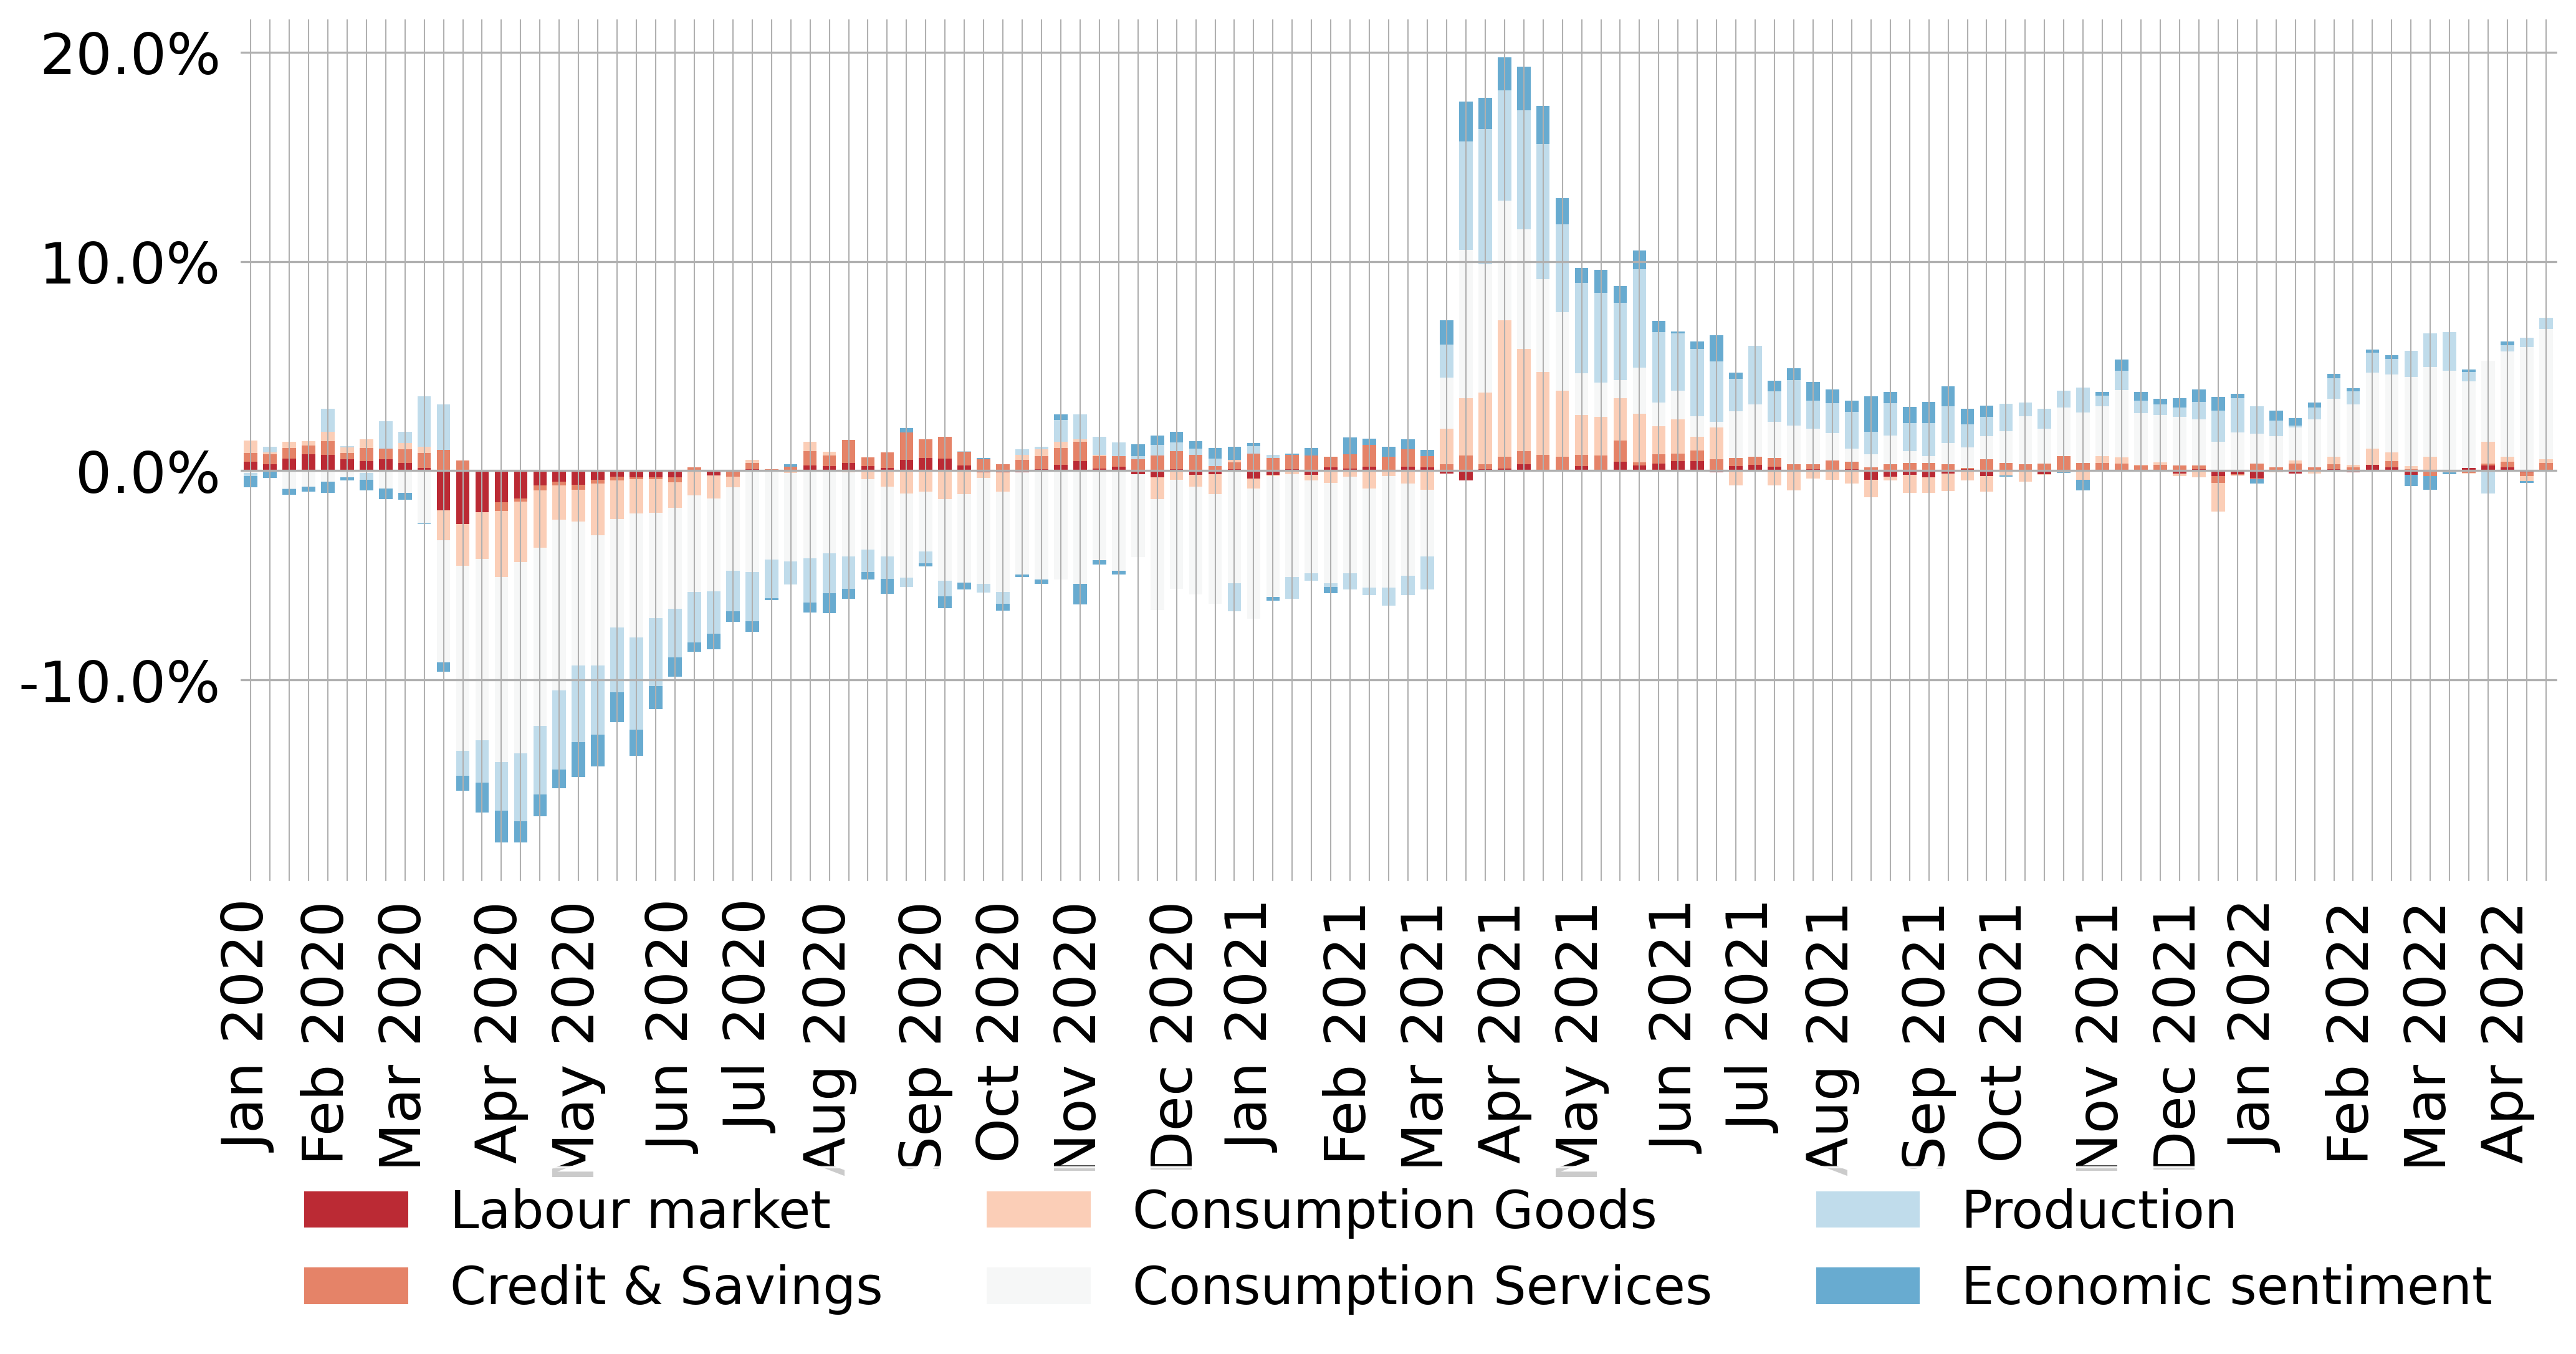 20.0%
10.0%
0.0%
-10.0%
Jan 2020
Feb 2020
Mar 2020
Apr 2020
May 2020
Jun 2020
Jul 2020
Aug 2020
Sep 2020
Oct 2020
Nov 2020
Dec 2020
Jan 2021
Feb 2021
Mar 2021
Apr 2021
May 2021
Jun 2021
Jul 2021
Aug 2021
Sep 2021
Oct 2021
Nov 2021
Dec 2021
Jan 2022
Feb 2022
Mar 2022
Apr 2022
Labour market
Credit & Savings
Consumption Goods
Consumption Services
Production
Economic sentiment